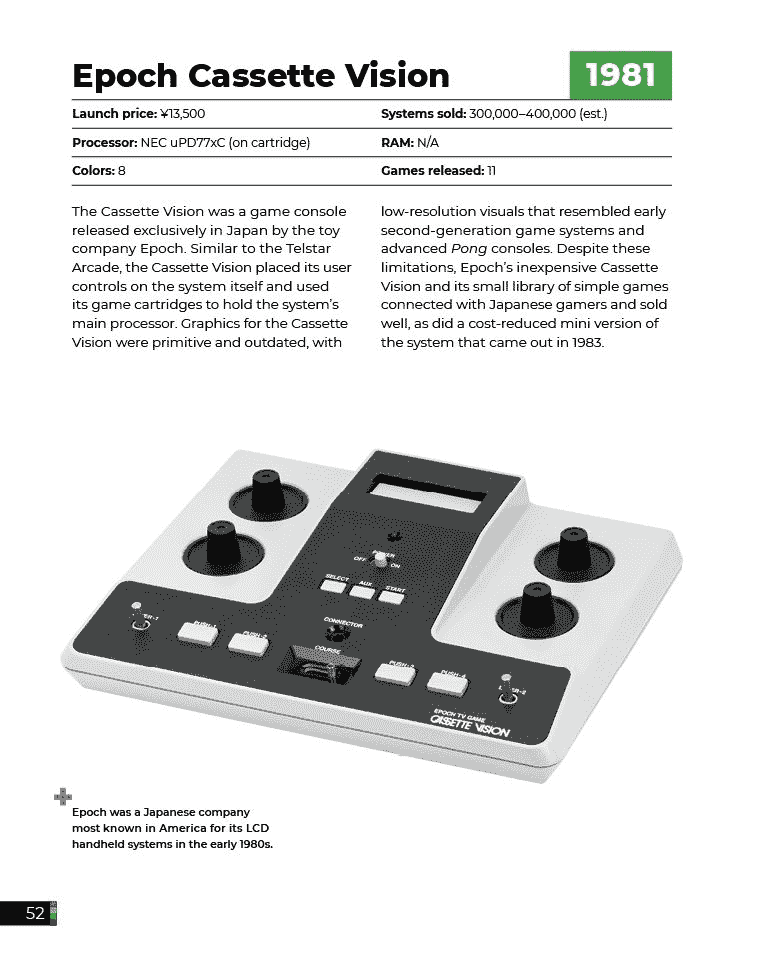 Epoch Cassette Vision
1981
Launch price: ¥13,500
Systems sold: 300,000–400,000 (est.)
Processor: NEC uPD77xC (on cartridge)
RAM: N/A
Colors: 8
Games released: 11
The Cassette Vision was a game console
released exclusively in Japan by the toy
company Epoch. Similar to the Telstar
Arcade, the Cassette Vision placed its user
controls on the system itself and used
its game cartridges to hold the system’s
main processor. Graphics for the Cassette
Vision were primitive and outdated, with
low-resolution visuals that resembled early
second-generation game systems and
advanced Pong consoles. Despite these
limitations, Epoch’s inexpensive Cassette
Vision and its small library of simple games
connected with Japanese gamers and sold
well, as did a cost-reduced mini version of
the system that came out in 1983.
POWER
OFF
ON
SELECT
AUX
START
CONNECTOR
COURSE
PUSH-1
PUSH-2
PUSH-3
PUSH-4
EPOCH TV GAME
CASSETTE VISION
Epoch was a Japanese company
most known in America for its LCD
handheld systems in the early 1980s.
52